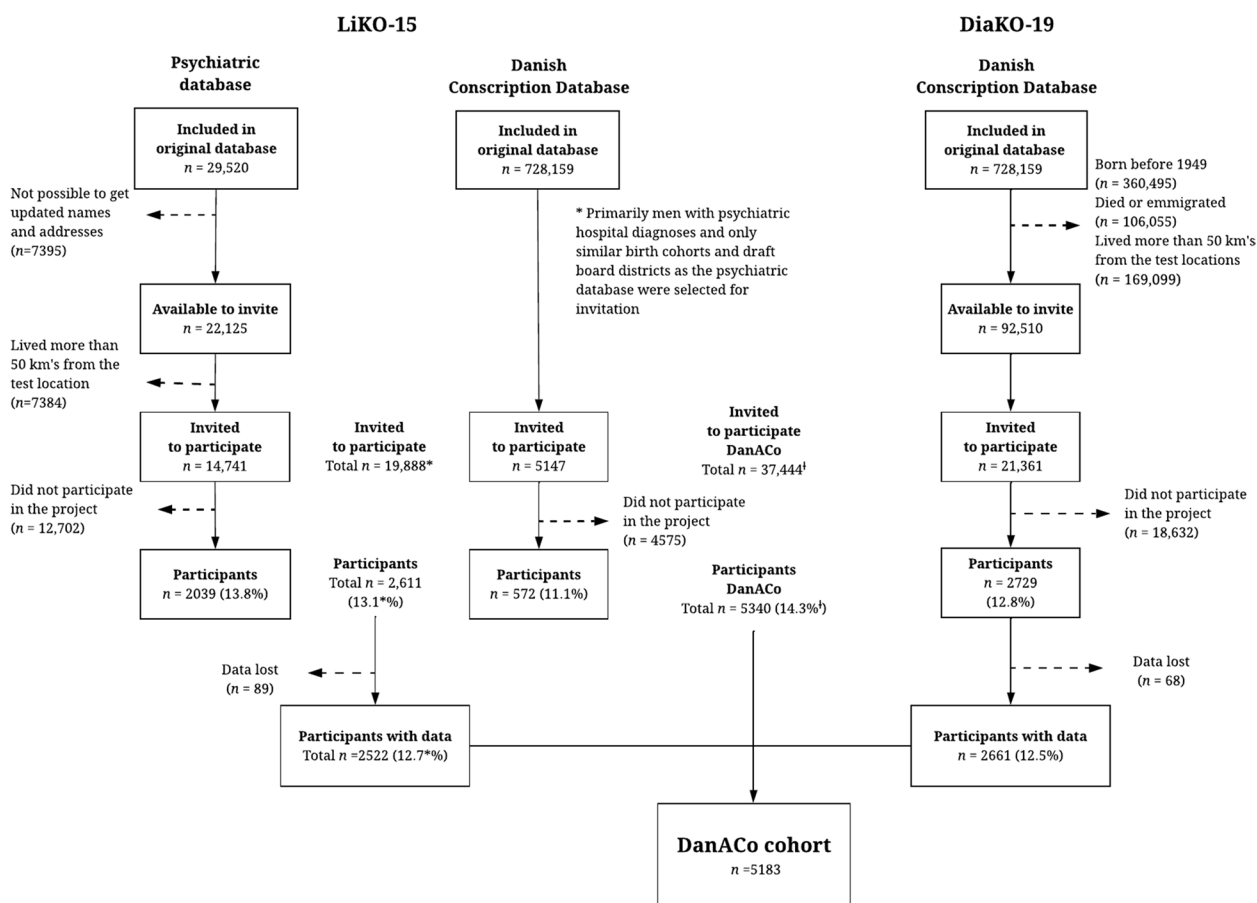 LiKO-15
DiaKO-19
Psychiatric
database
Danish
Conscription Database
Danish
Conscription Database
Included in
original database
n = 29,520
Included in
original database
n = 728,159
Included in
original database
n = 728,159
Not possible to get
updated names
and addresses
(n=7395)
* Primarily men with psychiatric
hospital diagnoses and only
similar birth cohorts and draft
board districts as the psychiatric
database were selected for
invitation
Born before 1949
(n = 360,495)
Died or emmigrated
(n = 106,055)
Lived more than 50 km's
from the test locations
(n = 169,099)
Available to invite
n = 22,125
Available to invite
n = 92,510
Lived more than
50 km's from the
test location
(n=7384)
Invited
to participate
n = 14,741
Invited
to participate
Total n = 19,888*
Invited
to participate
n = 5147
Invited
to participate
DanACo
Total n = 37,444ƚ
Invited
to participate
n = 21,361
Did not participate
in the project
(n = 12,702)
Did not participate
in the project
(n = 4575)
Did not participate
in the project
(n = 18,632)
Participants
n = 2039 (13.8%)
Participants
Total n = 2,611
(13.1*%)
Participants
n = 572 (11.1%)
Participants
DanACo
Total n = 5340 (14.3%ƚ)
Participants
n = 2729
(12.8%)
Data lost
(n = 89)
Data lost
(n = 68)
Participants with data
Total n =2522 (12.7*%)
Participants with data
n = 2661 (12.5%)
DanACo cohort
n =5183